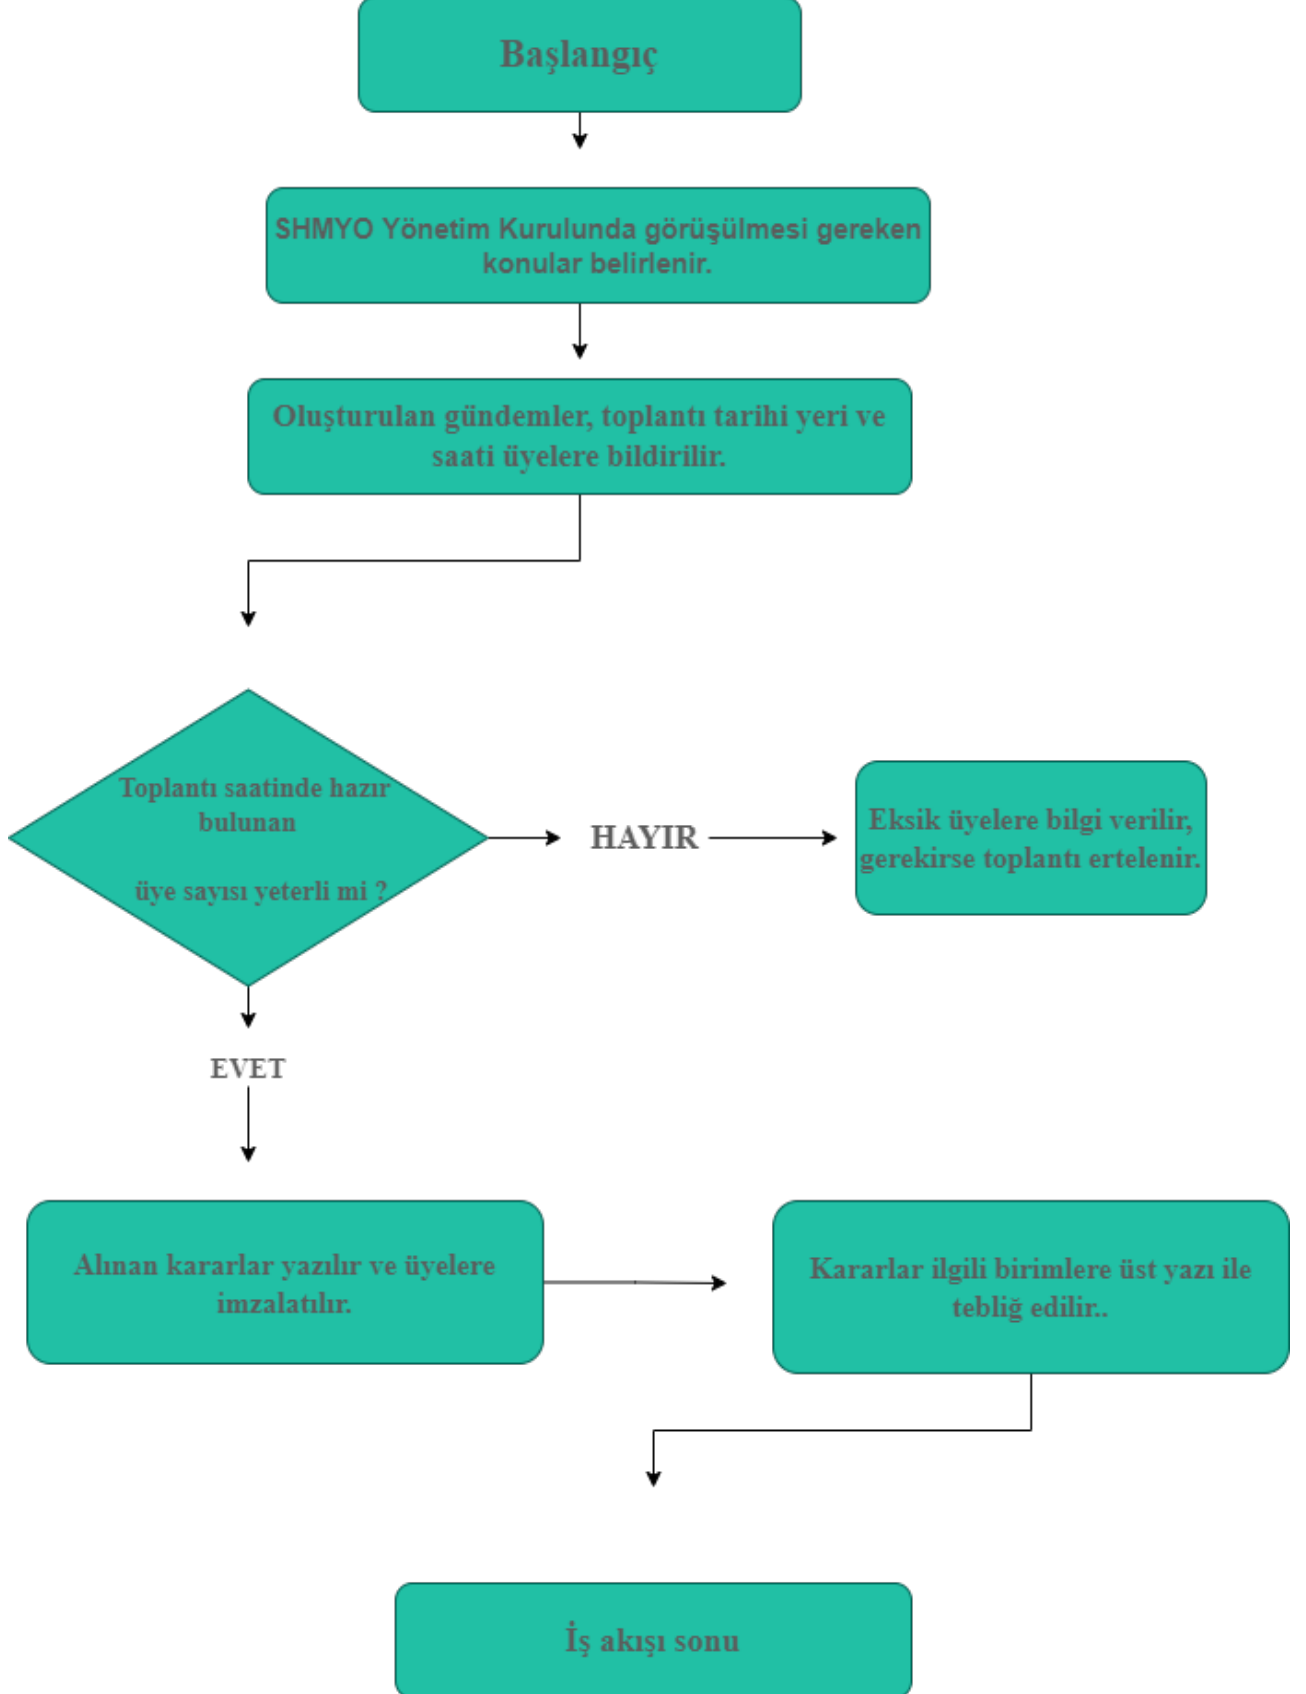 Başlangıç
SHMYO Yönetim Kurulunda görüşülmesi gereken
konular belirlenir.
Oluşturulan gündemler, toplantı tarihi yeri ve
saati üyelere bildirilir.
Toplantı saatinde hazır
bulunan
üye sayısı yeterli mi ?
HAYIR
Eksik üyelere bilgi verilir,
gerekirse toplantı ertelenir.
EVET
Alınan kararlar yazılır ve üyelere
imzalatılır.
Kararlar ilgili birimlere üst yazı ile
tebliğ edilir..
İş akışı sonu